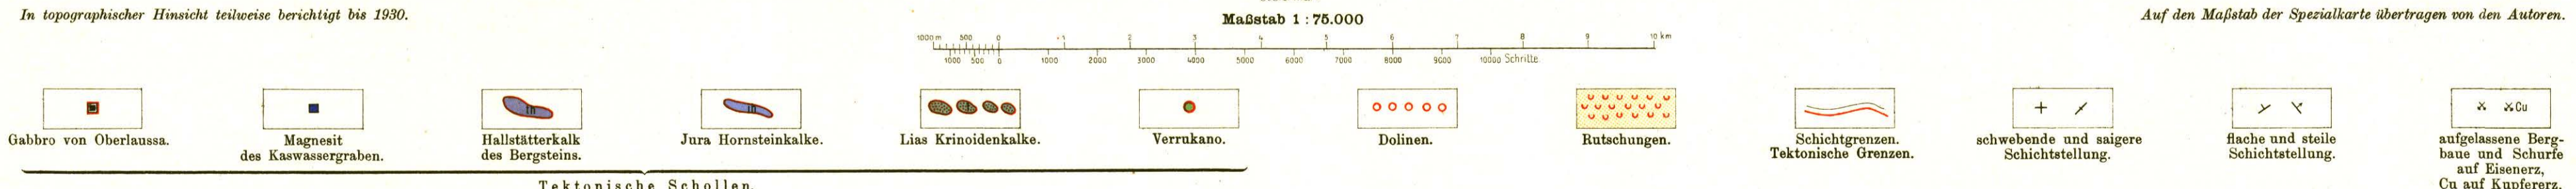 In topographischer Hinsicht teilweise berichtigt bis 1930.
Maßstab 1 : 75.000
Auf den Maßstab der Spezialkarte übertragen von den Autoren.
1000 m 500 0 1 2 3 4 5 6 7 8 9 10 km
1000 500 0 1000 2000 3000 4000 5000 6000 7000 8000 9000 10000 Schritte
Gabbro von Oberlaussa.
Magnesit
des Kaswassergraben.
Hallstätterkalk
des Bergsteins.
Jura Hornsteinkalke.
Lias Krinoidenkalke.
Verrukano.
Dolinen.
Rutschungen.
Schichtgrenzen.
Tektonische Grenzen.
schwebende und saigere
Schichtstellung.
flache und steile
Schichtstellung.
Cu
aufgelassene Berg-
baue und Schurfe
auf Eisenerz,
Cu auf Kupfererz.
Tektonische Schollen.